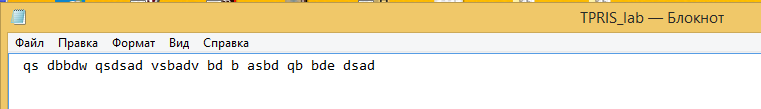 TPRIS_lab — Блокнот
Файл Правка Формат Вид Справка
qs dbbdw qsdsad vsbadv bd b asbd qb bde dsad